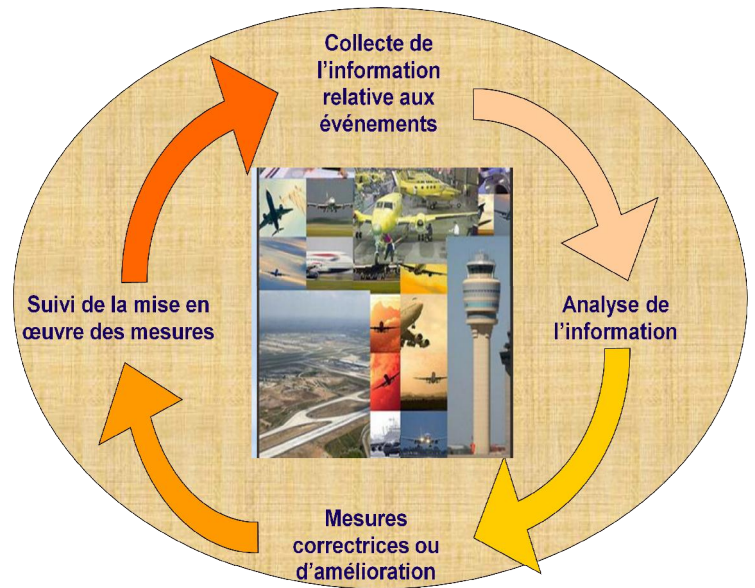 Collecte de
l'information
relative aux
événements
Analyse de
l'information
Mesures
correctrices ou
d'amélioration
Suivi de la mise en
œuvre des mesures